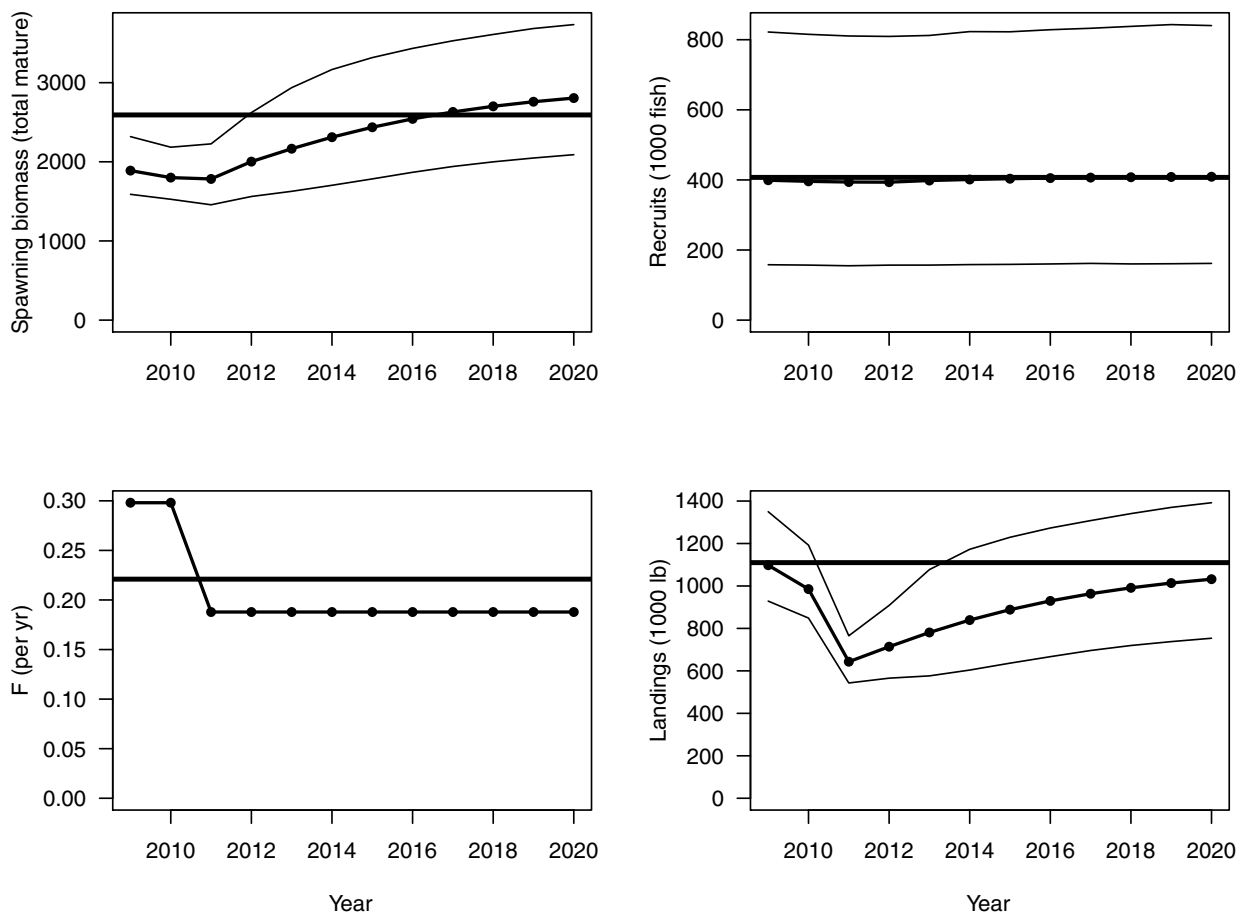 Spawning biomass (total mature)
3000
2000
1000
0
2010 2012 2014 2016 2018 2020
Recruits (1000 fish)
800
600
400
200
0
2010 2012 2014 2016 2018 2020
F (per yr)
0.30
0.25
0.20
0.15
0.10
0.05
0.00
2010 2012 2014 2016 2018 2020
Year
Landings (1000 lb)
1400
1200
1000
800
600
400
200
0
2010 2012 2014 2016 2018 2020
Year